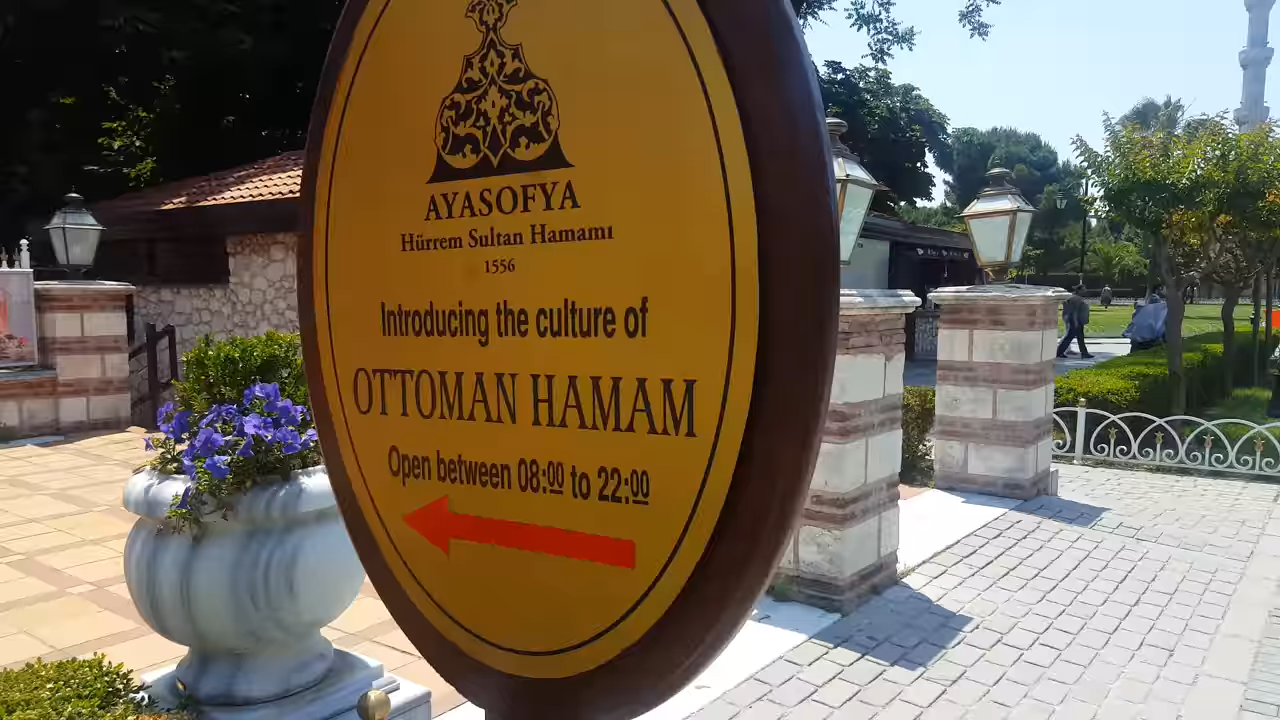 AYASOFYA
Hürrem Sultan Hamamı
1556
Introducing the culture of
OTTOMAN HAMAM
Open between 08:00 to 22:00